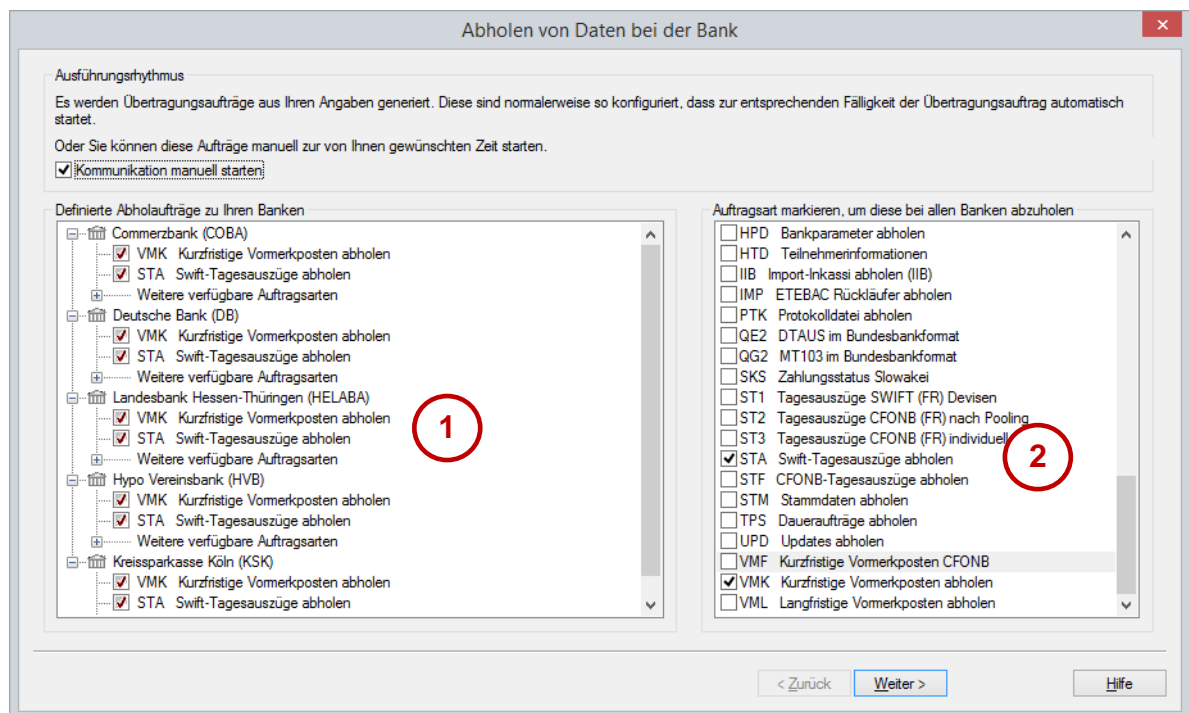 Abholen von Daten bei der Bank
Ausführungsrhythmus
Es werden Übertragungsaufträge aus Ihren Angaben generiert. Diese sind normalerweise so konfiguriert, dass zur entsprechenden Fälligkeit der Übertragungsauftrag automatisch
startet.
Oder Sie können diese Aufträge manuell zur von Ihnen gewünschten Zeit starten.
Kommunikation manuell starten
Definierte Abholaufträge zu Ihren Banken
Commerzbank (COBA)
VMK Kurzfristige Vormerkposten abholen
STA Swift-Tagesauszüge abholen
Weitere verfügbare Auftragsarten
Deutsche Bank (DB)
VMK Kurzfristige Vormerkposten abholen
STA Swift-Tagesauszüge abholen
Weitere verfügbare Auftragsarten
Landesbank Hessen-Thüringen (HELABA)
VMK Kurzfristige Vormerkposten abholen
STA Swift-Tagesauszüge abholen
Weitere verfügbare Auftragsarten
Hypo Vereinsbank (HVB)
VMK Kurzfristige Vormerkposten abholen
STA Swift-Tagesauszüge abholen
Weitere verfügbare Auftragsarten
Kreissparkasse Köln (KSK)
VMK Kurzfristige Vormerkposten abholen
STA Swift-Tagesauszüge abholen
1
Auftragsart markieren, um diese bei allen Banken abzuholen
HPD Bankparameter abholen
HTD Teilnehmerinformationen
IIB Import-Inkassi abholen (IIB)
IMP ETEBAC Rückläufer abholen
PTK Protokolldatei abholen
QE2 DTAUS im Bundesbankformat
QG2 MT103 im Bundesbankformat
SKS Zahlungsstatus Slowakei
ST1 Tagesauszüge SWIFT (FR) Devisen
ST2 Tagesauszüge CFONB (FR) nach Pooling
ST3 Tagesauszüge CFONB (FR) individuell
STA Swift-Tagesauszüge abholen
STF CFONB-Tagesauszüge abholen
STM Stammdaten abholen
TPS Daueraufträge abholen
UPD Updates abholen
VMF Kurzfristige Vormerkposten CFONB
VMK Kurzfristige Vormerkposten abholen
VML Langfristige Vormerkposten abholen
2
< Zurück
Weiter >
Hilfe